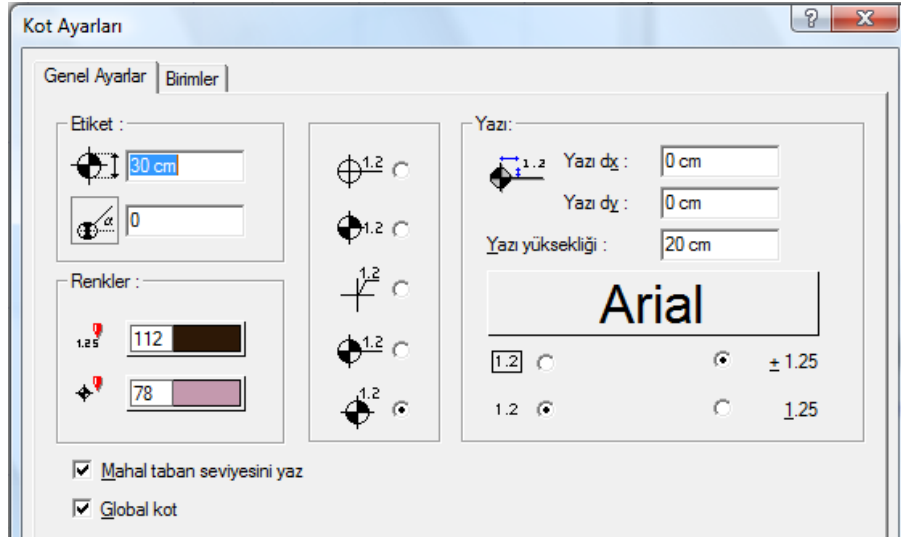 Kot Ayarları
Genel Ayarlar
Birimler
Etiket :
30 cm
α
0
Renkler :
1.25
112
78
1.2
1.2
1.2
1.2
1.2
Yazı:
1.2
Yazı dx :
0 cm
Yazı dy :
0 cm
Yazı yüksekliği :
20 cm
Arial
1.2
± 1.25
1.2
1.25
Mahal taban seviyesini yaz
Global kot